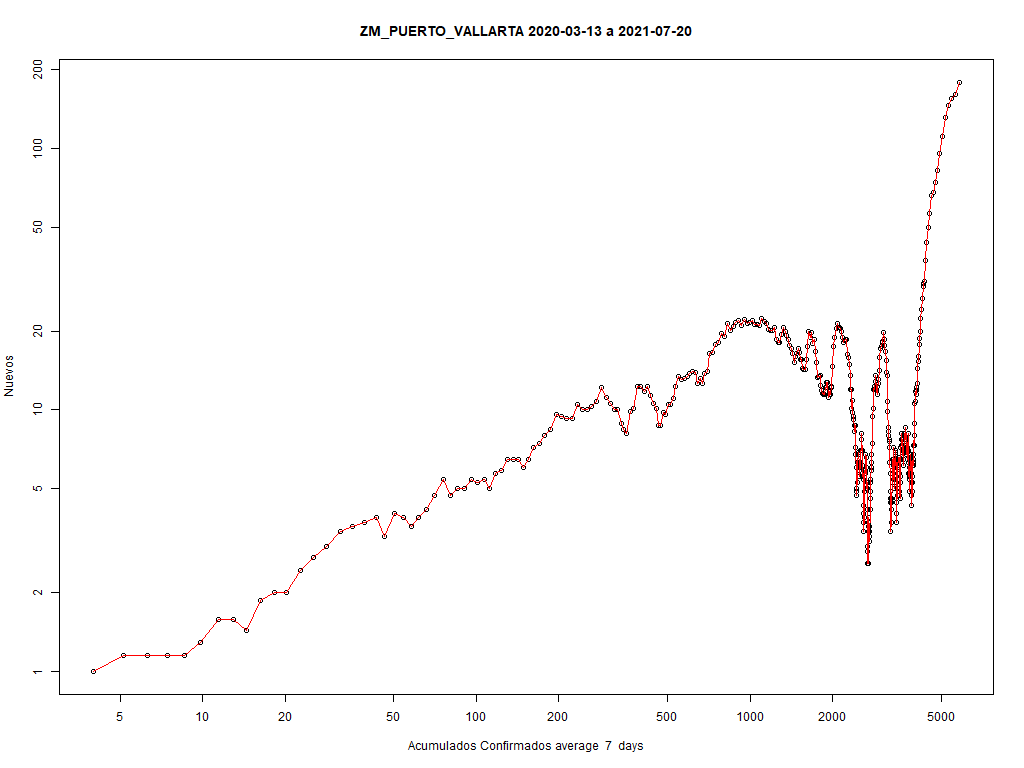 ZM_PUERTO_VALLARTA 2020-03-13 a 2021-07-20
Nuevos
200
100
50
20
10
5
2
1
5 10 20 50 100 200 500 1000 2000 5000
Acumulados Confirmados average 7 days